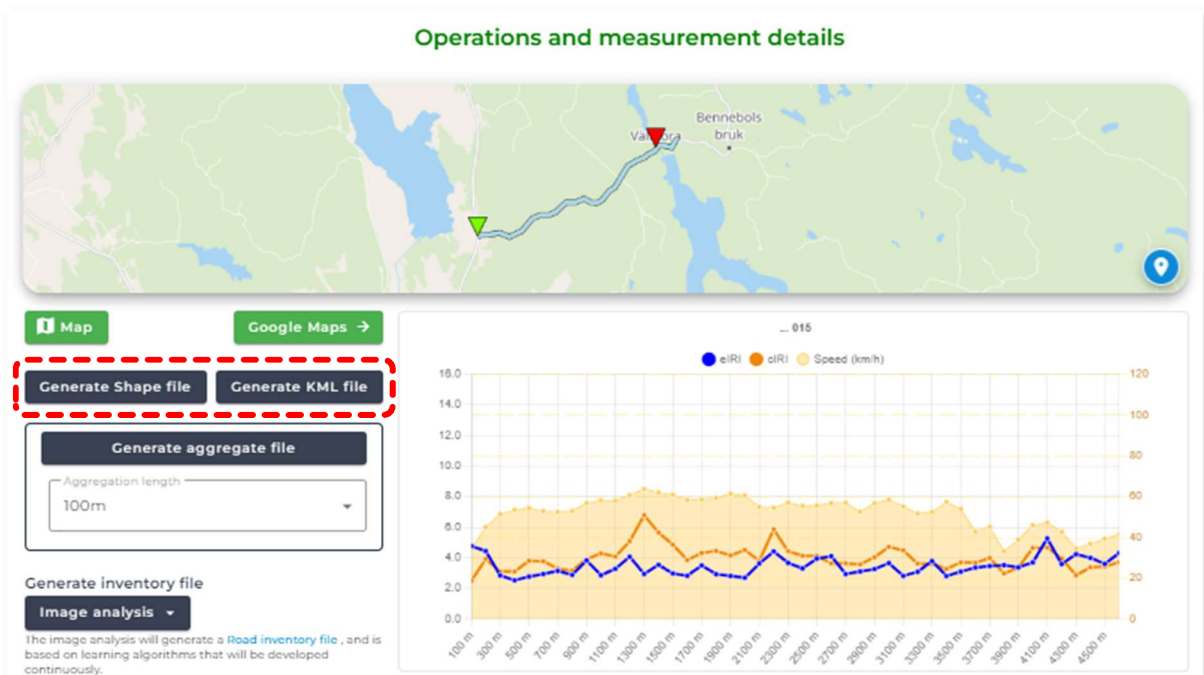 Operations and measurement details
Bennebols
bruk
Map
Google Maps →
Generate Shape file
Generate KML file
Generate aggregate file
Aggregation length
100m
Generate inventory file
Image analysis
The image analysis will generate a Road inventory file , and is
based on learning algorithms that will be developed
continuously.
... 015
eIRI cIRI Speed (km/h)
16.0
14.0
12.0
10.0
8.0
6.0
4.0
2.0
0.0
120
100
80
60
40
20
0
100 m 300 m 500 m 700 m 900 m 1100 m 1300 m 1500 m 1700 m 1900 m 2100 m 2300 m 2500 m 2700 m 2900 m 3100 m 3300 m 3500 m 3700 m 3900 m 4100 m 4300 m 4500 m